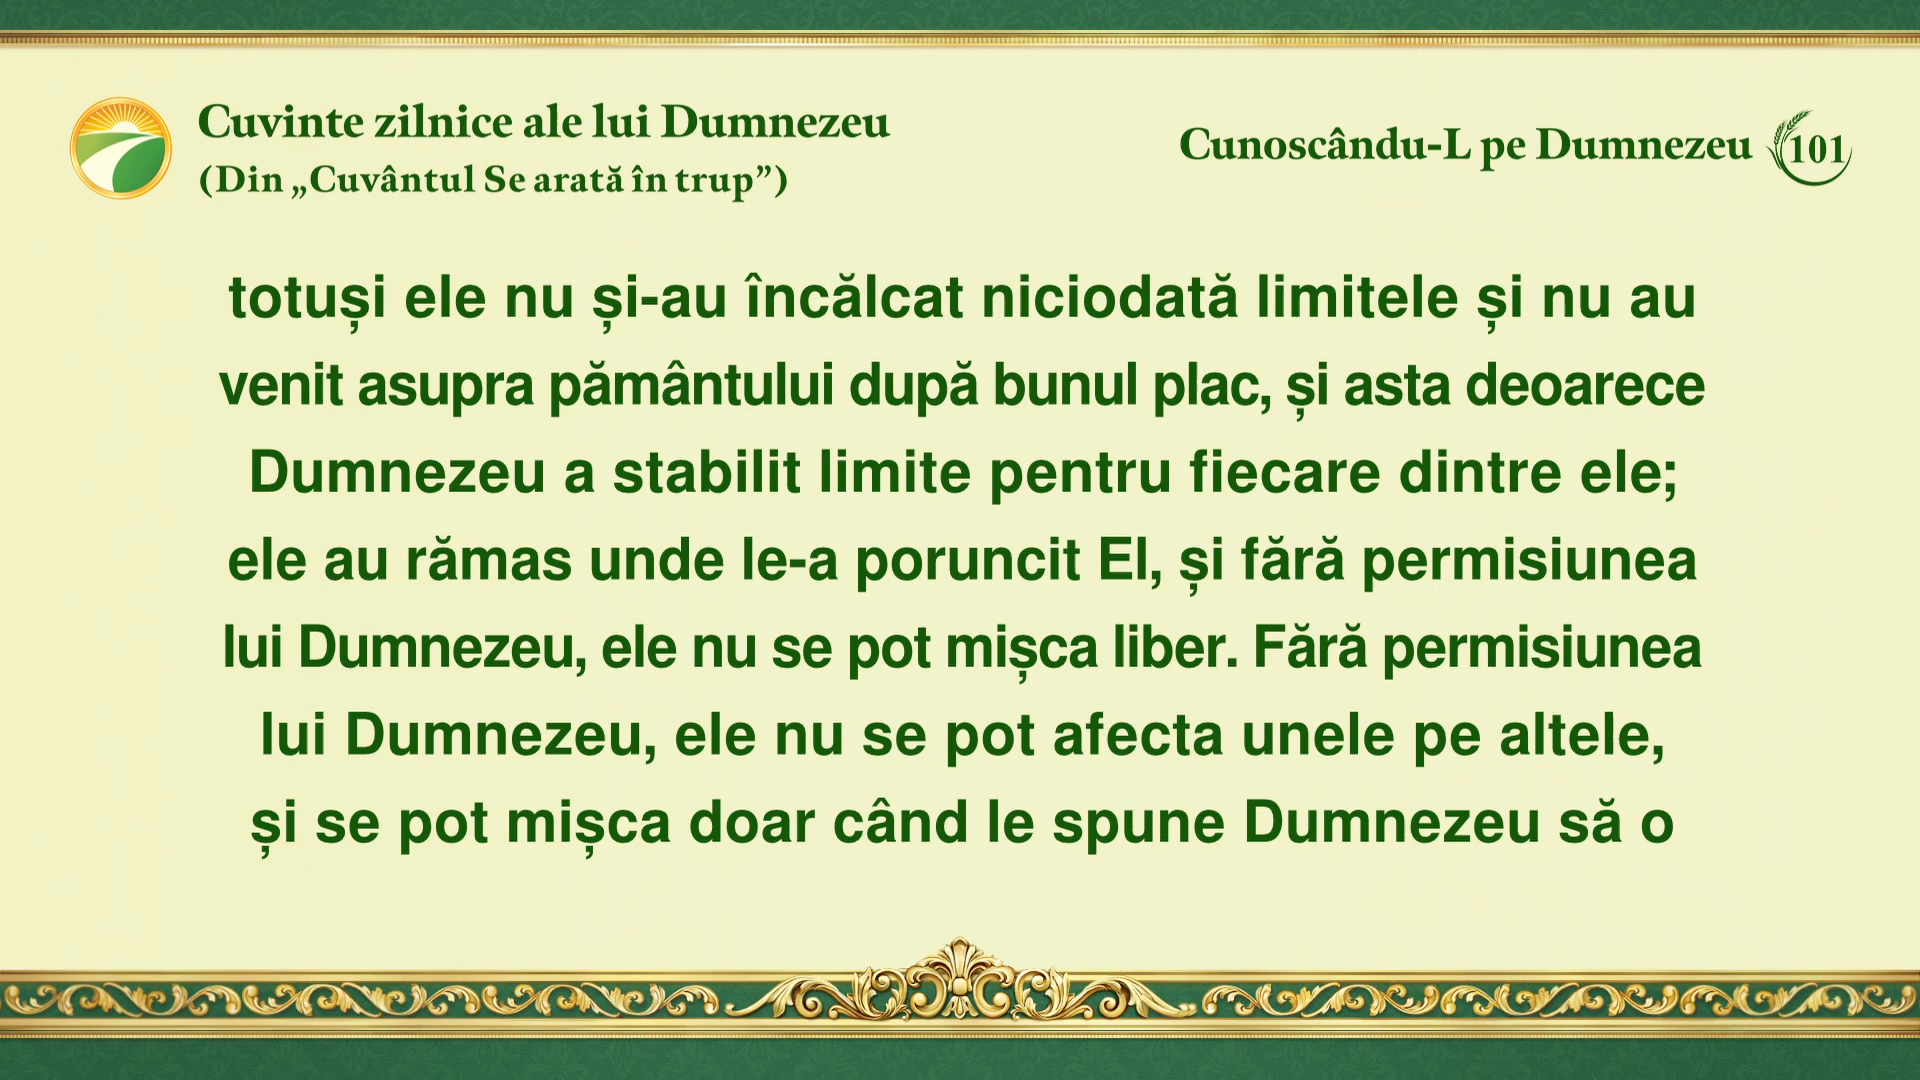 Cuvinte zilnice ale lui Dumnezeu
(Din „Cuvântul Se arată în trup”)
Cunoscându-L pe Dumnezeu 101
totuși ele nu și-au încălcat niciodată limitele și nu au
venit asupra pământului după bunul plac, și asta deoarece
Dumnezeu a stabilit limite pentru fiecare dintre ele;
ele au rămas unde le-a poruncit El, și fără permisiunea
lui Dumnezeu, ele nu se pot mișca liber. Fără permisiunea
lui Dumnezeu, ele nu se pot afecta unele pe altele,
și se pot mișca doar când le spune Dumnezeu să o